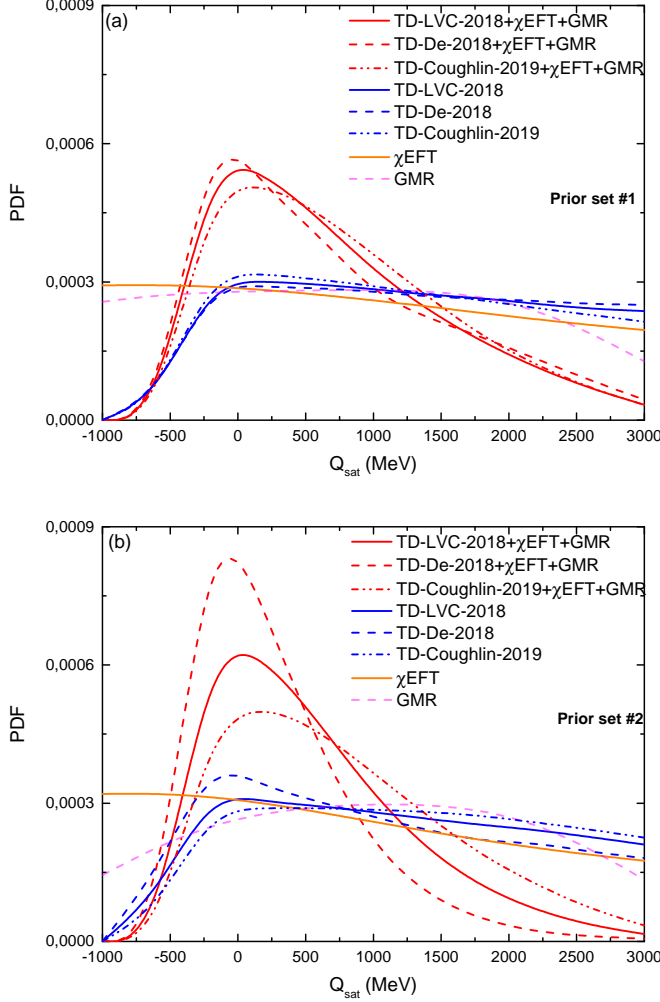 (a)
TD-LVC-2018+χEFT+GMR
TD-De-2018+χEFT+GMR
TD-Coughlin-2019+χEFT+GMR
TD-LVC-2018
TD-De-2018
TD-Coughlin-2019
χEFT
GMR
Prior set #1
0,0009
0,0006
0,0003
0,0000
PDF
-1000 -500 0 500 1000 1500 2000 2500 3000
Q_sat (MeV)
(b)
TD-LVC-2018+χEFT+GMR
TD-De-2018+χEFT+GMR
TD-Coughlin-2019+χEFT+GMR
TD-LVC-2018
TD-De-2018
TD-Coughlin-2019
χEFT
GMR
Prior set #2
0,0009
0,0006
0,0003
0,0000
PDF
-1000 -500 0 500 1000 1500 2000 2500 3000
Q_sat (MeV)